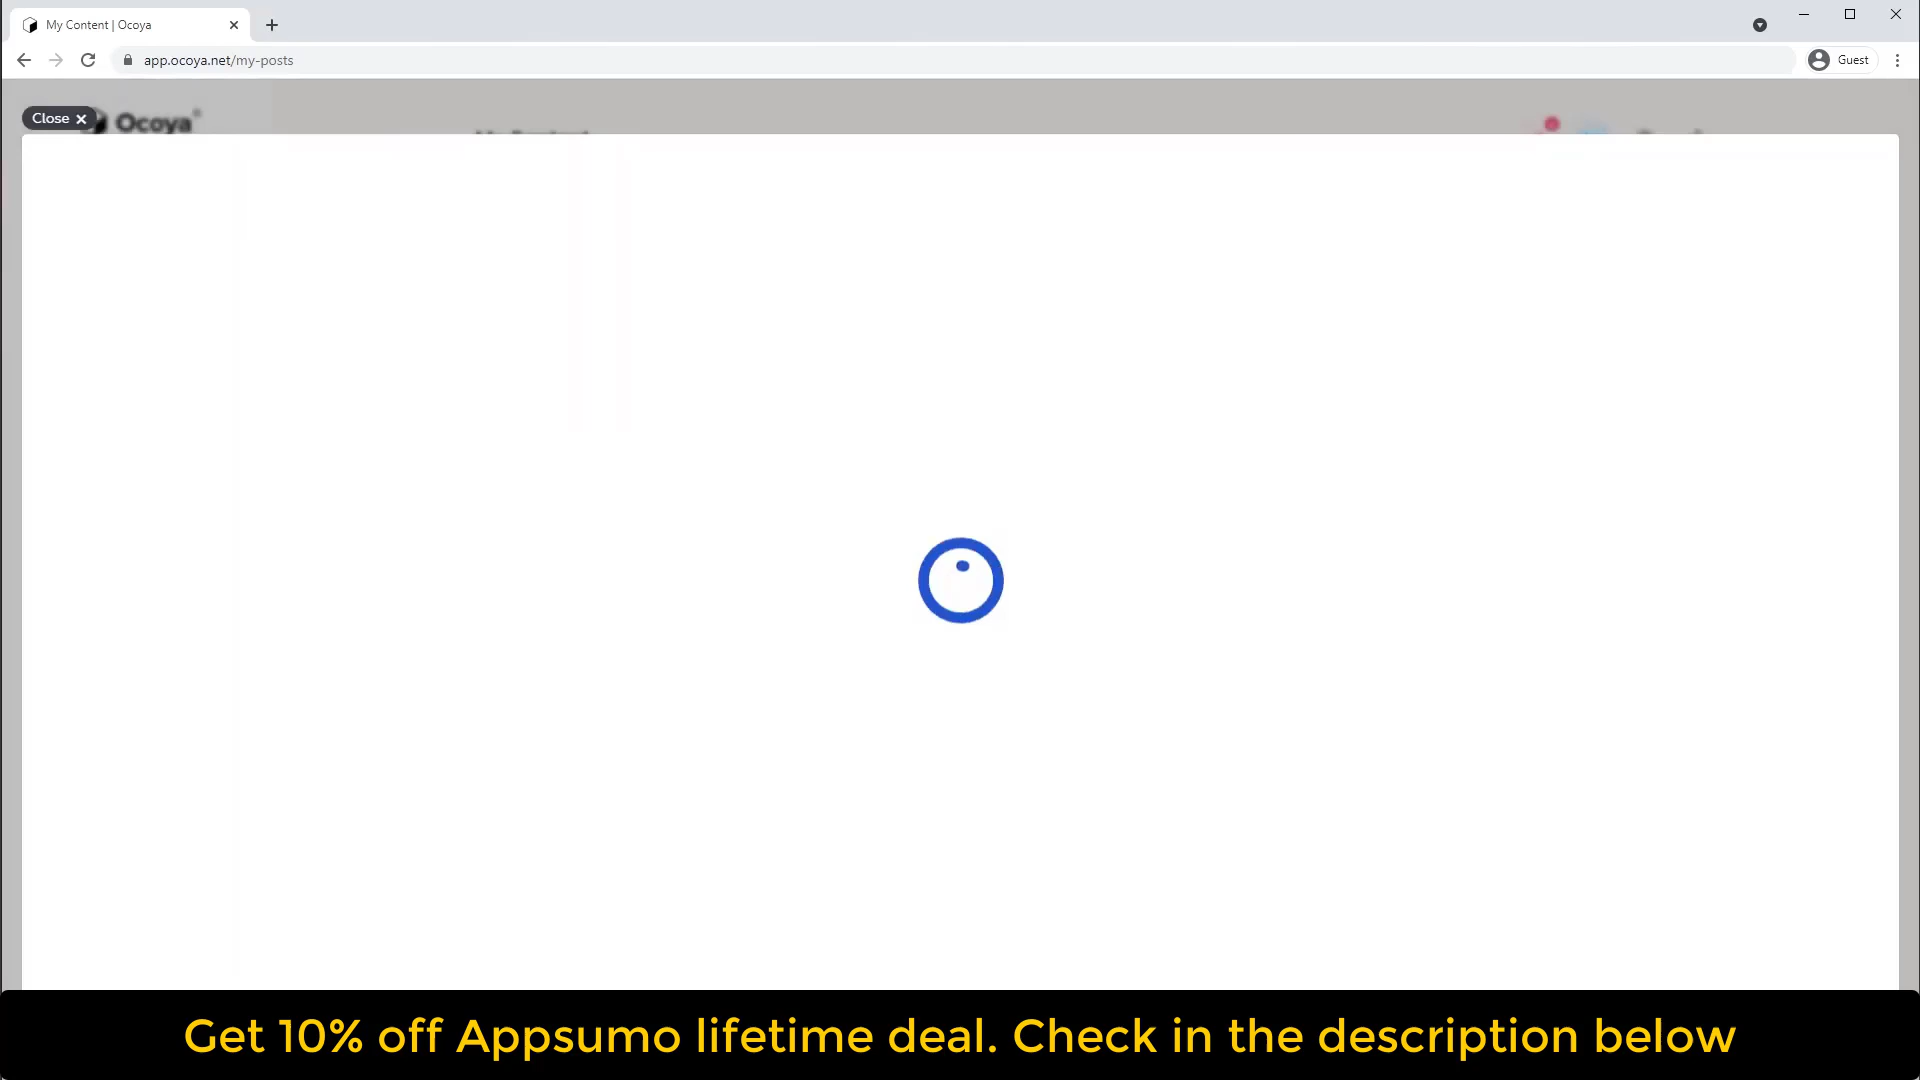 My Content | Ocoya
app.ocoya.net/my-posts
Guest
Close
Ocoya
Get 10% off Appsumo lifetime deal. Check in the description below